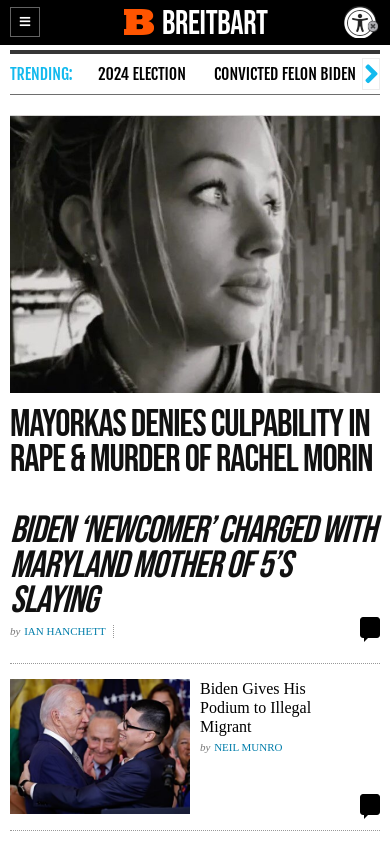 BREITBART
TRENDING: 2024 ELECTION CONVICTED FELON BIDEN
MAYORKAS DENIES CULPABILITY IN
RAPE & MURDER OF RACHEL MORIN
BIDEN ‘NEWCOMER’ CHARGED WITH
MARYLAND MOTHER OF 5’S
SLAYING
by IAN HANCHETT
Biden Gives His
Podium to Illegal
Migrant
by NEIL MUNRO